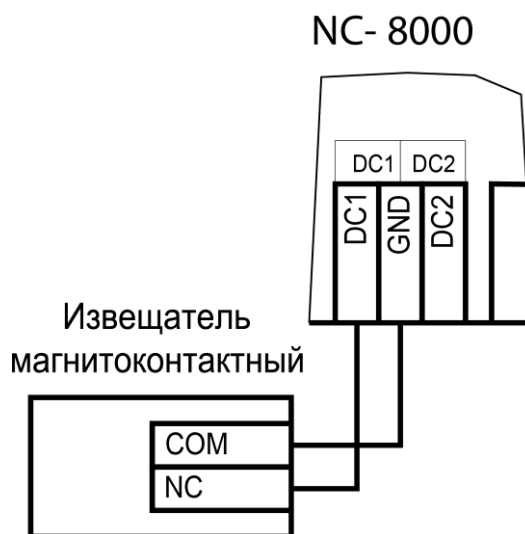 NC- 8000
DC1 DC2
DC1 GND DC2
Извещатель
магнитоконтактный
COM
NC